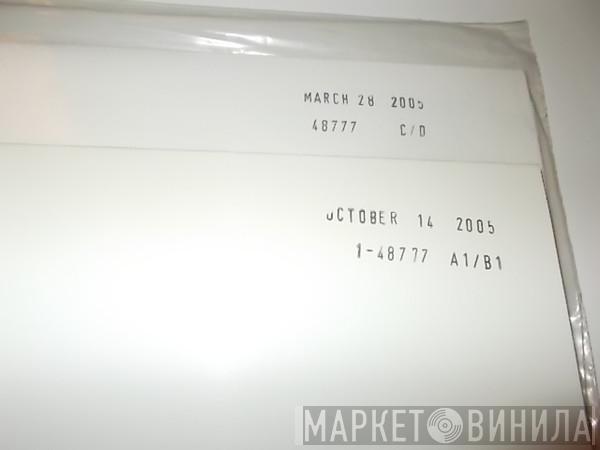 MARCH 28 2005
48777 C/D
OCTOBER 14 2005
1-48777 A1/B1
МАРКЕТ ВИНИЛА